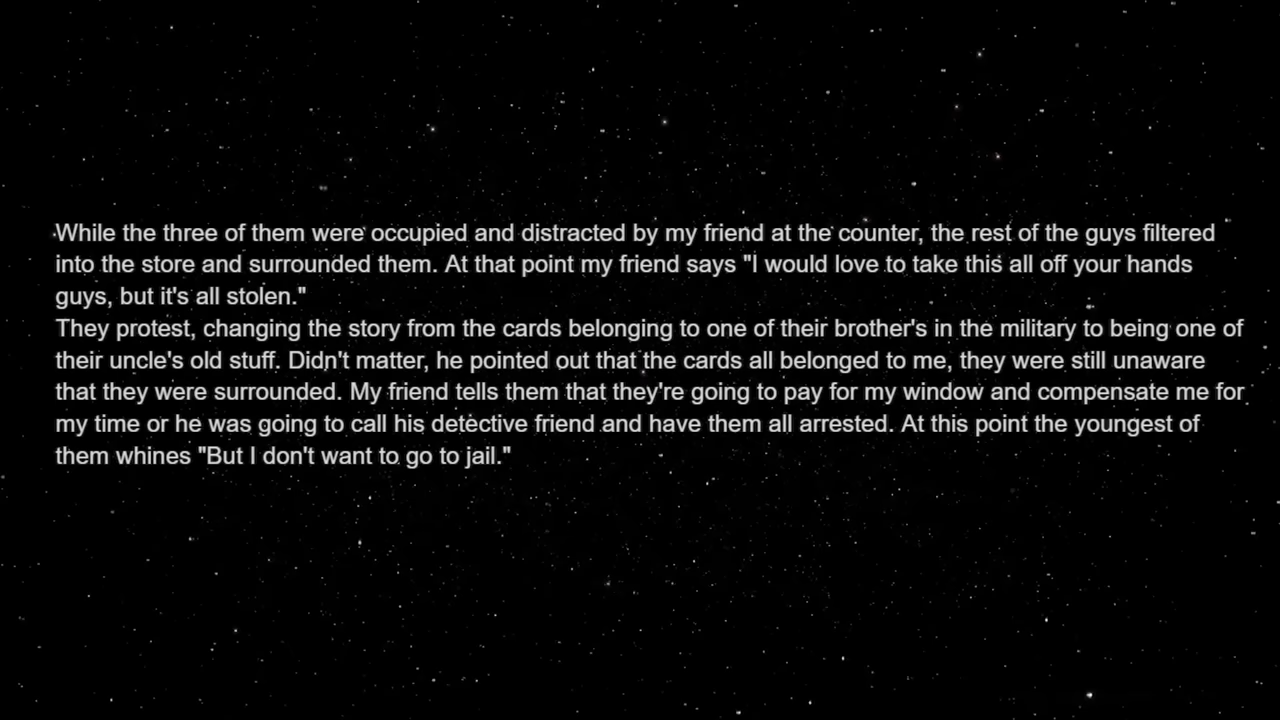 While the three of them were occupied and distracted by my friend at the counter, the rest of the guys filtered
into the store and surrounded them. At that point my friend says "I would love to take this all off your hands
guys, but it's all stolen."
They protest, changing the story from the cards belonging to one of their brother's in the military to being one of
their uncle's old stuff. Didn't matter, he pointed out that the cards all belonged to me, they were still unaware
that they were surrounded. My friend tells them that they're going to pay for my window and compensate me for
my time or he was going to call his detective friend and have them all arrested. At this point the youngest of
them whines "But I don't want to go to jail."